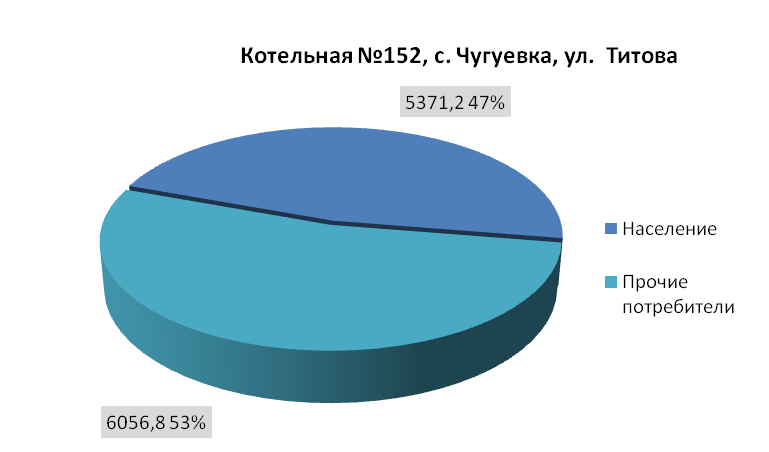 Котельная №152, с. Чугуевка, ул.  Титова
5371,2 47%
Население
Прочие
потребители
6056,8 53%